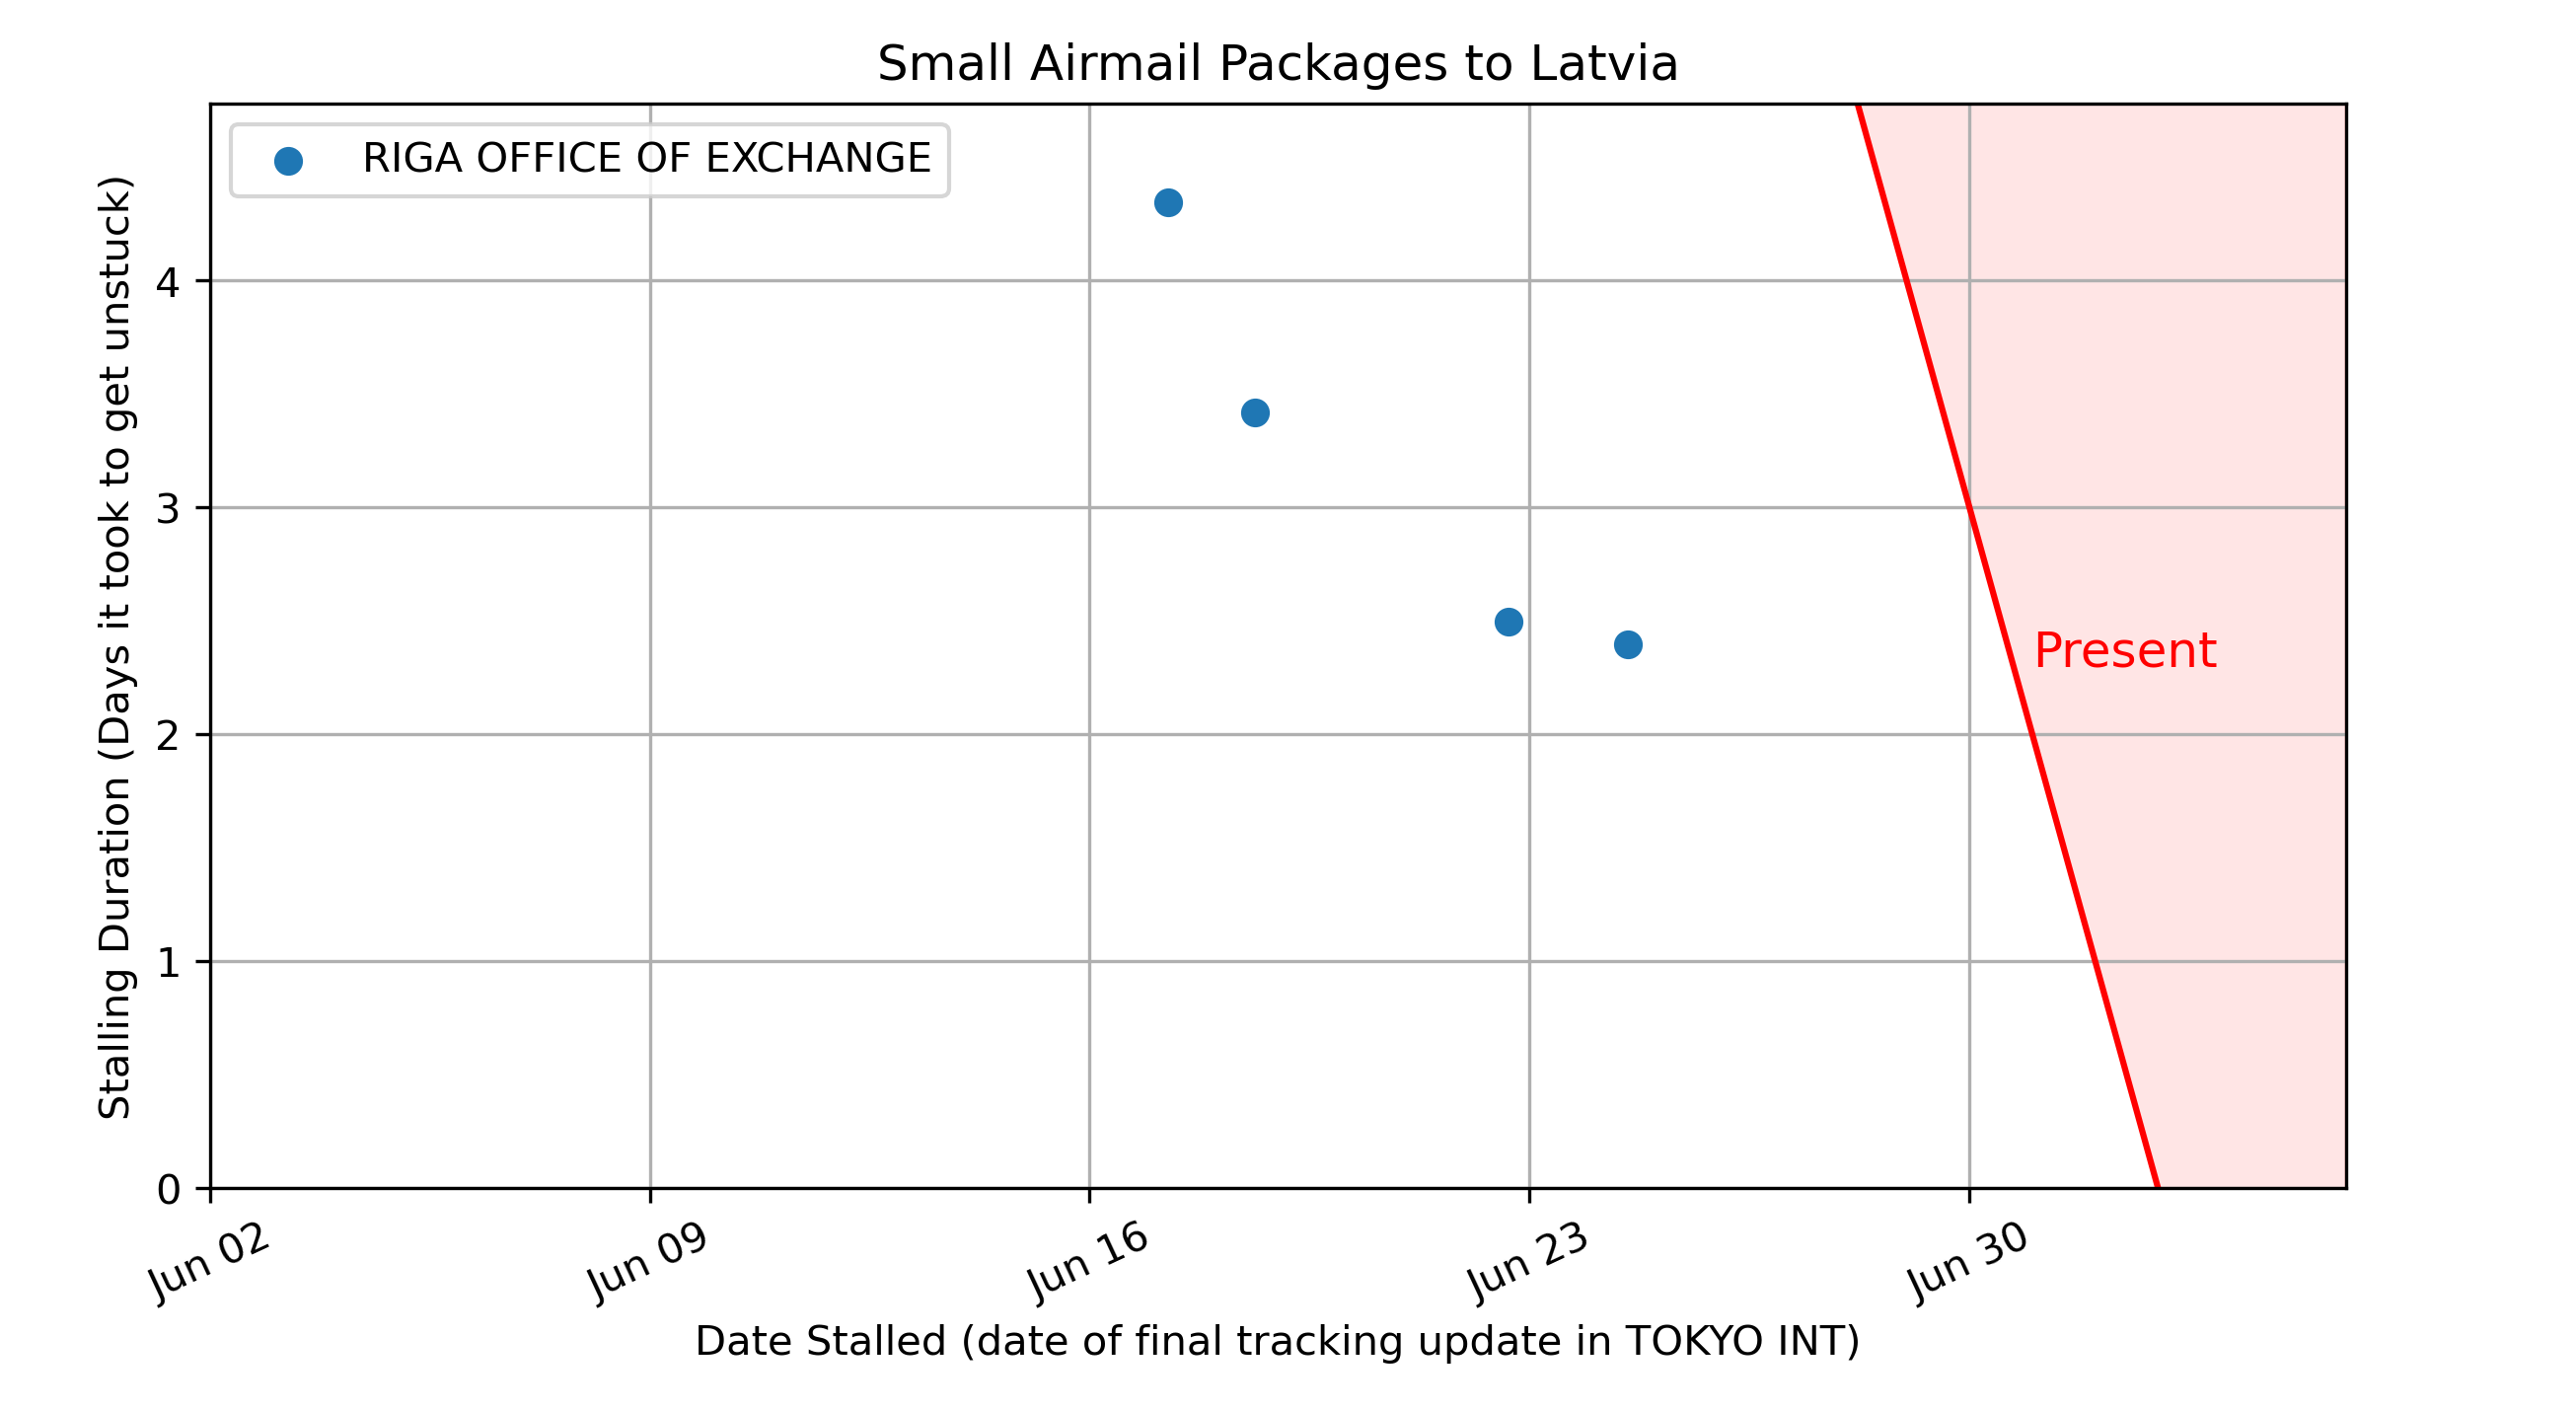 Small Airmail Packages to Latvia
RIGA OFFICE OF EXCHANGE
Stalling Duration (Days it took to get unstuck)
4
3
2
1
0
Present
Jun 02
Jun 09
Jun 16
Jun 23
Jun 30
Date Stalled (date of final tracking update in TOKYO INT)